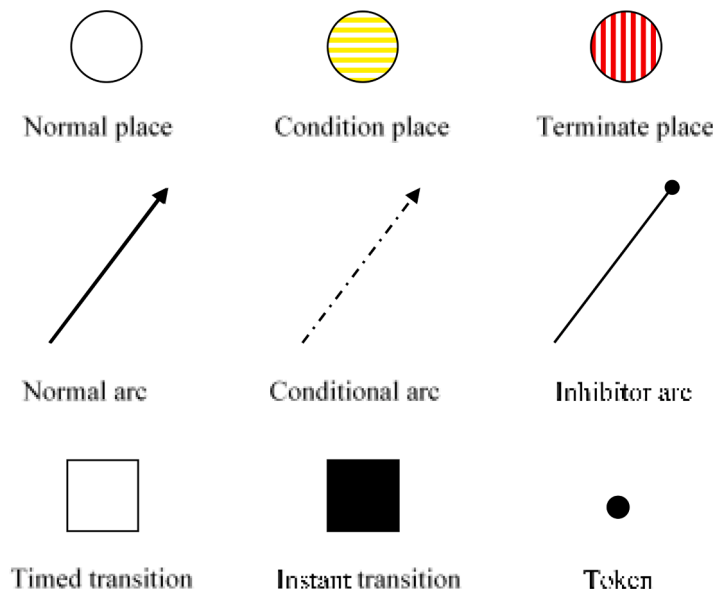 Normal place Condition place Terminate place
Normal arc Conditional arc Inhibitor arc
Timed transition Instant transition Token